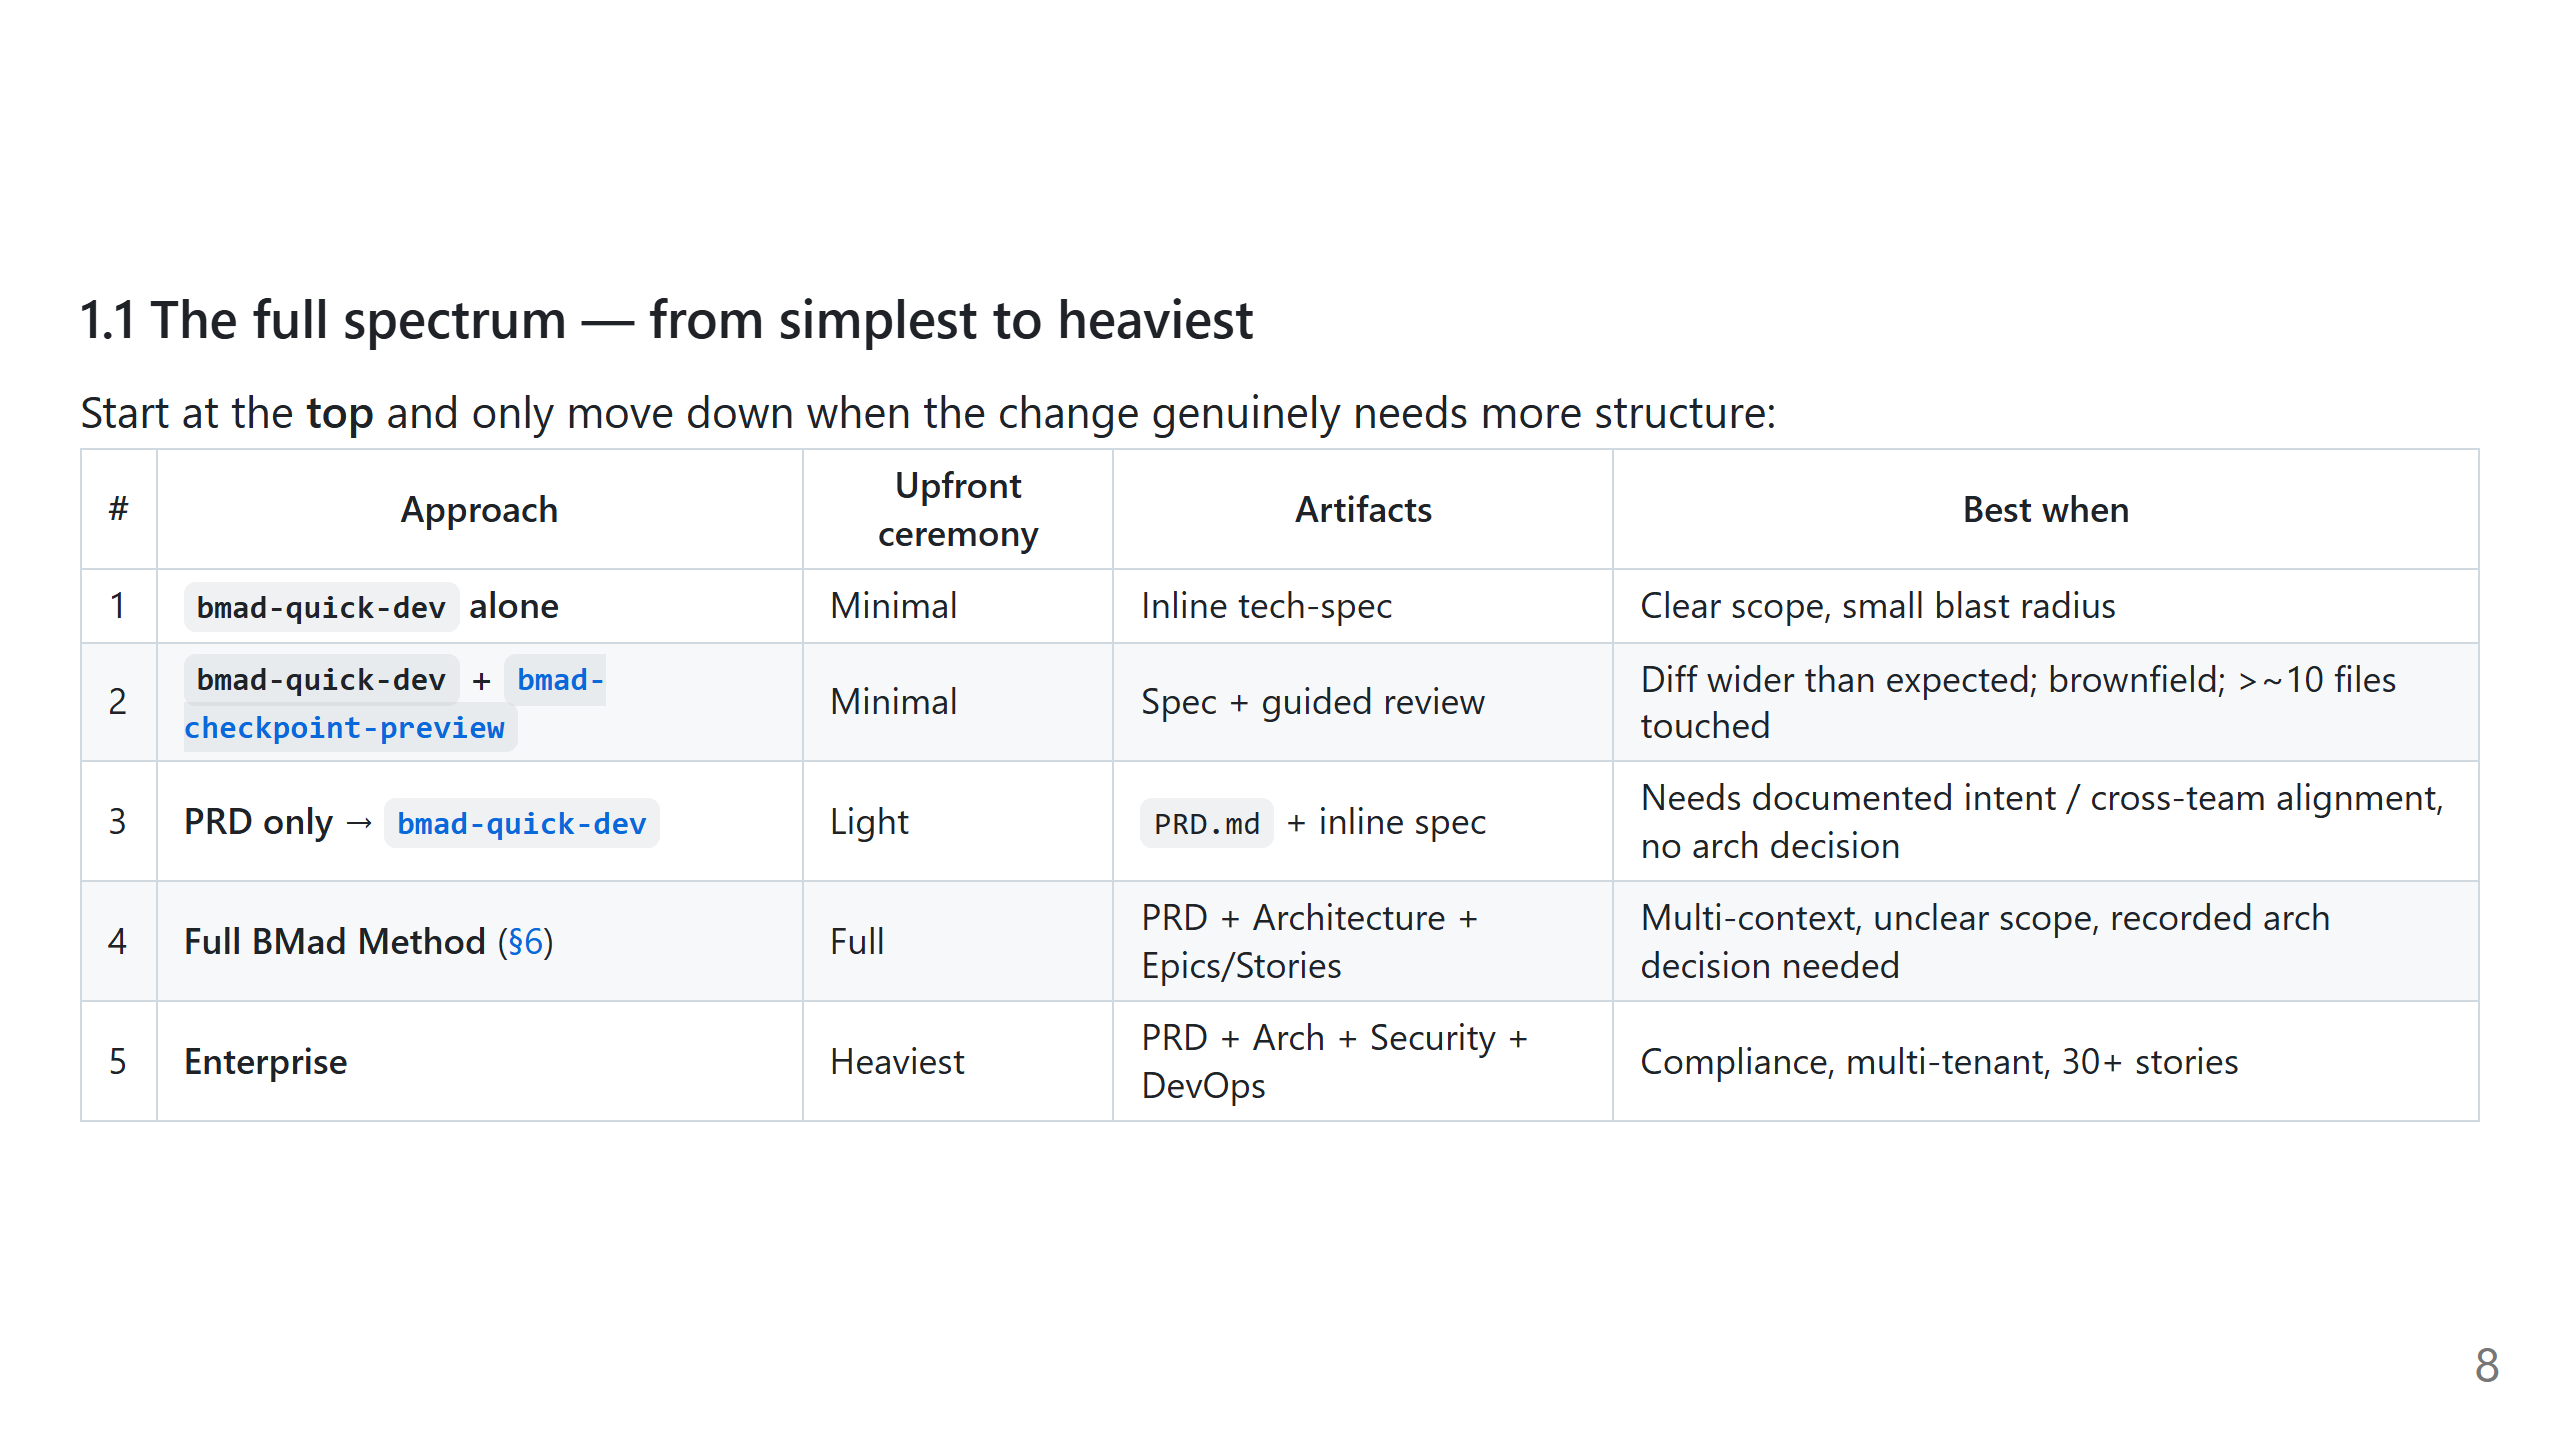 1.1 The full spectrum — from simplest to heaviest
Start at the top and only move down when the change genuinely needs more structure:
# Approach Upfront ceremony Artifacts Best when
1 bmad-quick-dev alone Minimal Inline tech-spec Clear scope, small blast radius
2 bmad-quick-dev + bmad-checkpoint-preview Minimal Spec + guided review Diff wider than expected; brownfield; >~10 files touched
3 PRD only → bmad-quick-dev Light PRD.md + inline spec Needs documented intent / cross-team alignment, no arch decision
4 Full BMad Method (§6) Full PRD + Architecture + Epics/Stories Multi-context, unclear scope, recorded arch decision needed
5 Enterprise Heaviest PRD + Arch + Security + DevOps Compliance, multi-tenant, 30+ stories
8